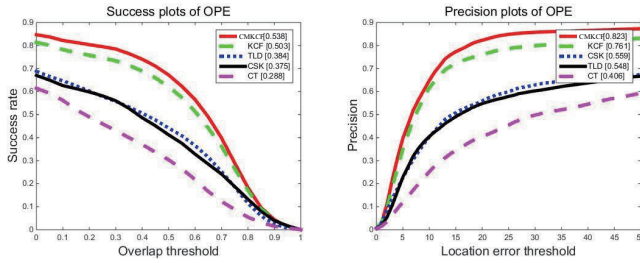 Success plots of OPE
0.9
0.8
0.7
0.6
0.5
0.4
0.3
0.2
0.1
0
Success rate
CMKCF[0.538]
KCF [0.503]
TLD [0.384]
CSK [0.375]
CT [0.288]
0 0.1 0.2 0.3 0.4 0.5 0.6 0.7 0.8 0.9 1
Overlap threshold
Precision plots of OPE
0.9
0.8
0.7
0.6
0.5
0.4
0.3
0.2
0.1
0
Precision
CMKCF[0.823]
KCF [0.761]
CSK [0.559]
TLD [0.548]
CT [0.406]
0 5 10 15 20 25 30 35 40 45 50
Location error threshold